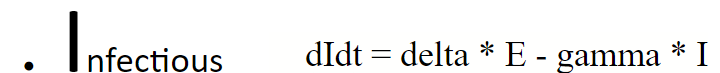 • Infectious dIdt = delta * E - gamma * I